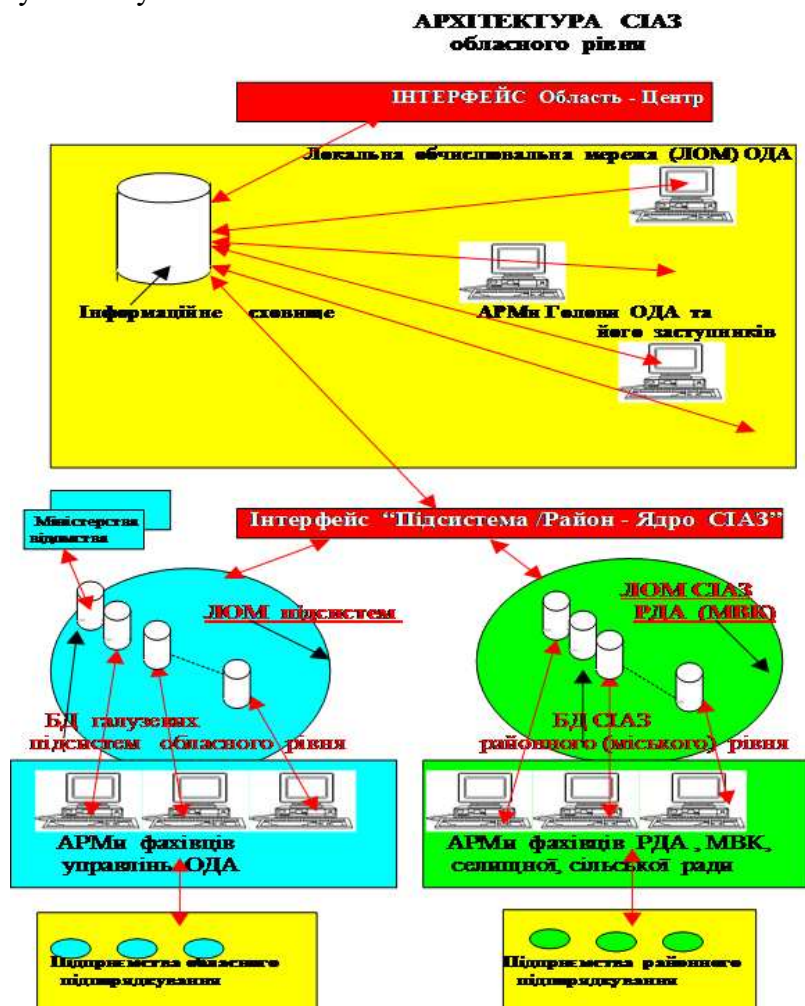 АРХІТЕКТУРА СІАЗ
обласного рівня
ІНТЕРФЕЙС Область - Центр
Локальна обчислювальна мережа (ЛОМ) ОДА
Інформаційне сховище
АРМи Голови ОДА та
його заступників
Міністерства
відомства
Інтерфейс “Підсистема /Район - Ядро СІАЗ”
ЛОМ підсистем
БД галузевих
підсистем обласного рівня
ЛОМ СІАЗ
РДА (МВК)
БД СІАЗ
районного (міського) рівня
АРМи фахівців
управлінь ОДА
АРМи фахівців РДА , МВК,
селищної, сільської ради
Підприємства обласного
підпорядкування
Підприємства районного
підпорядкування